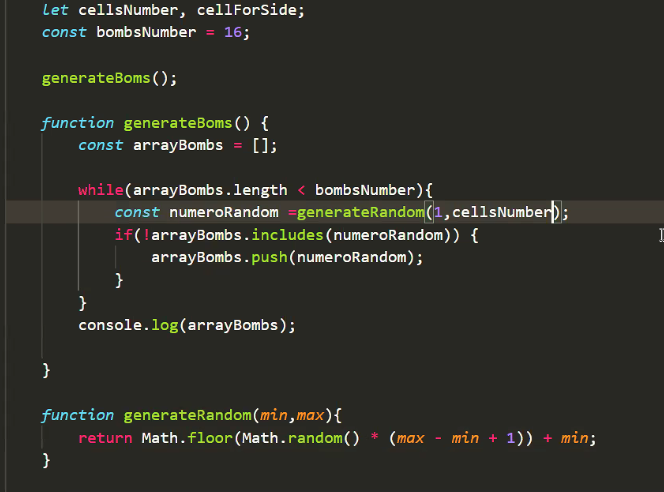 let cellsNumber, cellForSide;
const bombsNumber = 16;
generateBoms();
function generateBoms() {
const arrayBombs = [];
while(arrayBombs.length < bombsNumber){
const numeroRandom =generateRandom(1,cellsNumber);
if(!arrayBombs.includes(numeroRandom)) {
arrayBombs.push(numeroRandom);
}
}
console.log(arrayBombs);
}
function generateRandom(min,max){
return Math.floor(Math.random() * (max - min + 1)) + min;
}